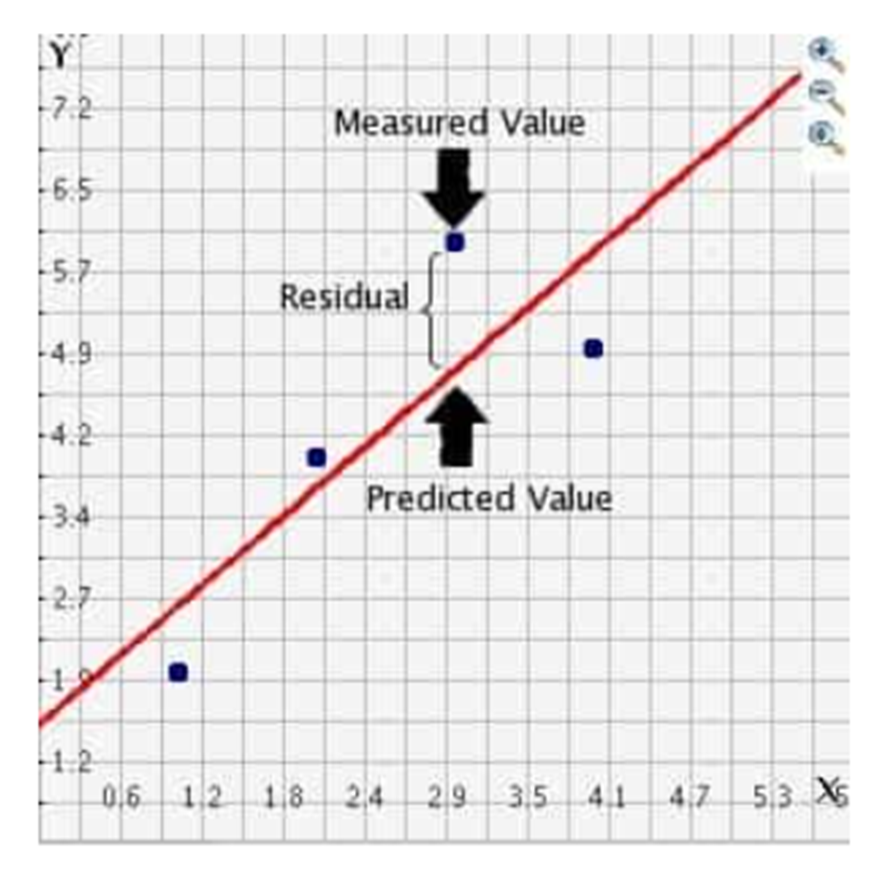 Y
7.2
Measured Value
6.5
5.7
Residual
4.9
4.2
Predicted Value
3.4
2.7
1.9
1.2
0.6 1.2 1.8 2.4 2.9 3.5 4.1 4.7 5.3 X